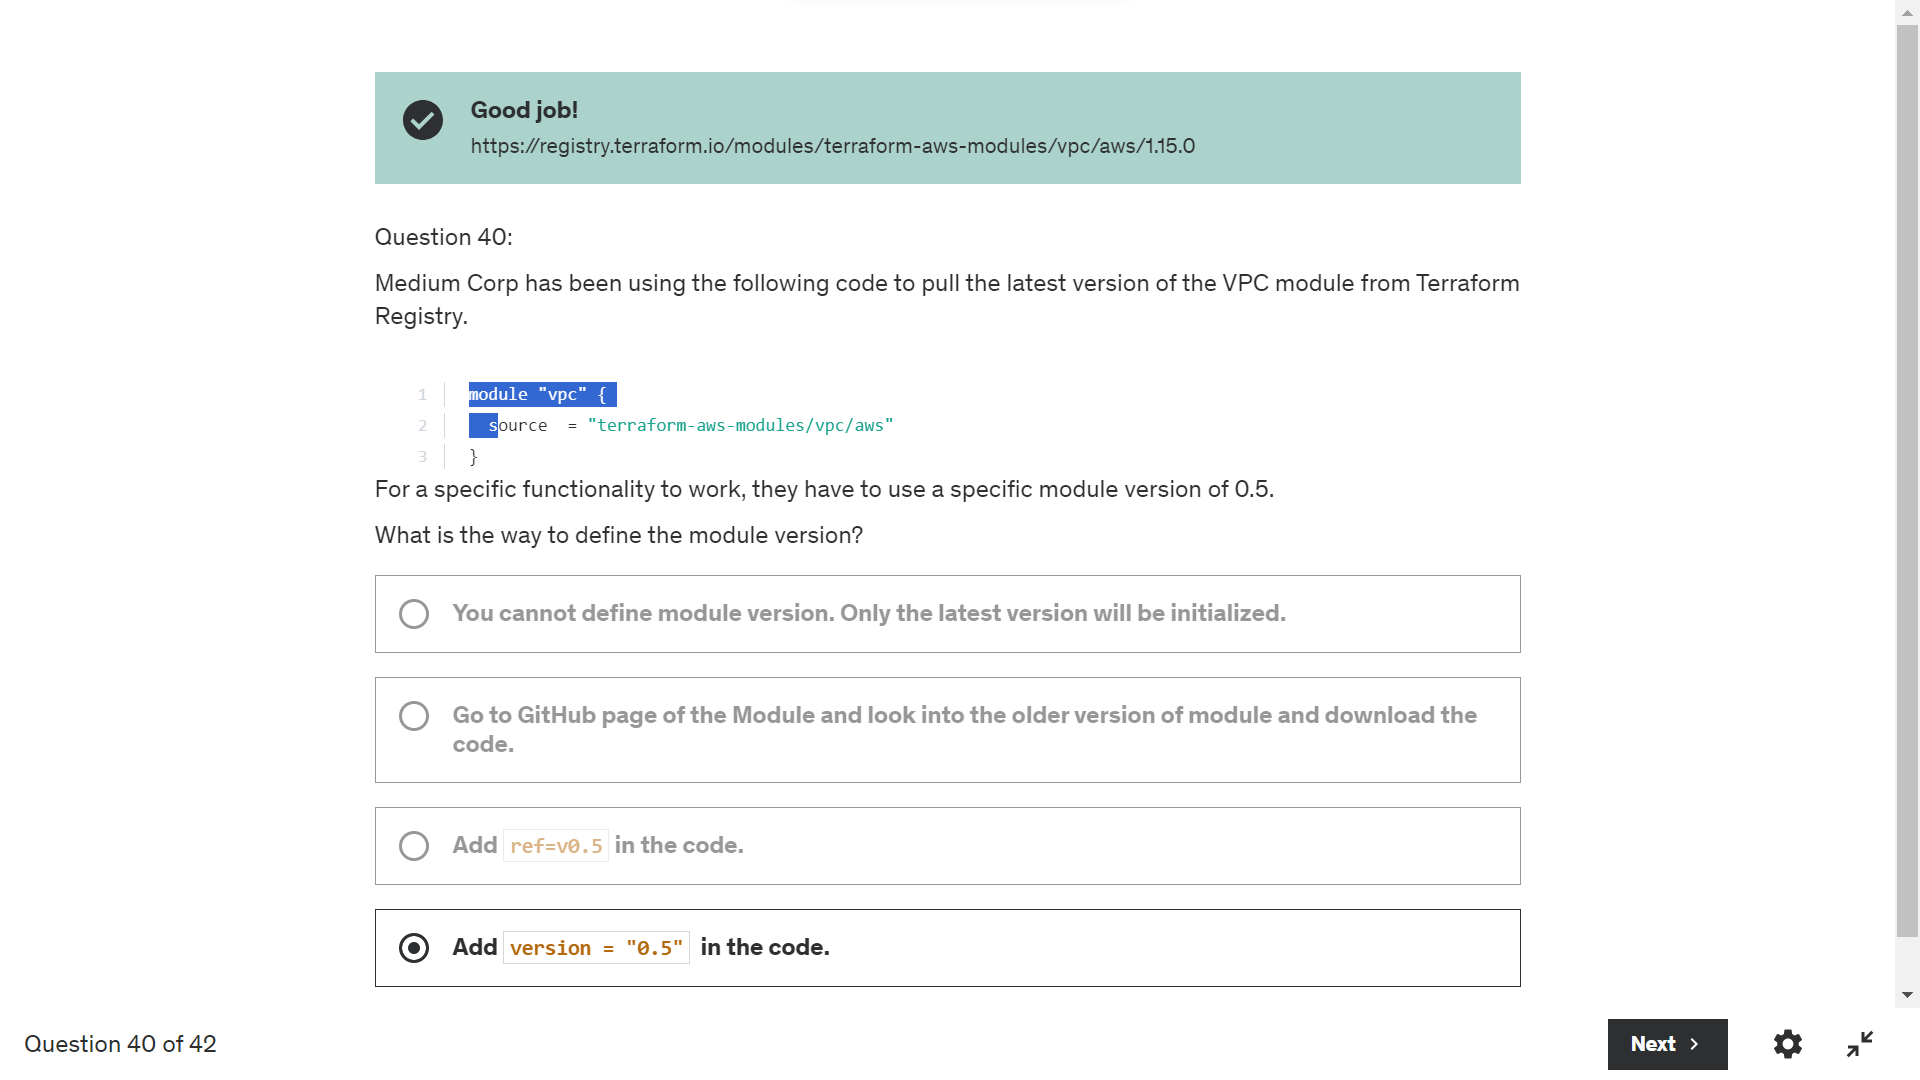 Good job!
https://registry.terraform.io/modules/terraform-aws-modules/vpc/aws/1.15.0
Question 40:
Medium Corp has been using the following code to pull the latest version of the VPC module from Terraform
Registry.
1 module "vpc" {
2 source = "terraform-aws-modules/vpc/aws"
3 }
For a specific functionality to work, they have to use a specific module version of 0.5.
What is the way to define the module version?
You cannot define module version. Only the latest version will be initialized.
Go to GitHub page of the Module and look into the older version of module and download the
code.
Add ref=v0.5 in the code.
Add version = "0.5" in the code.
Question 40 of 42
Next